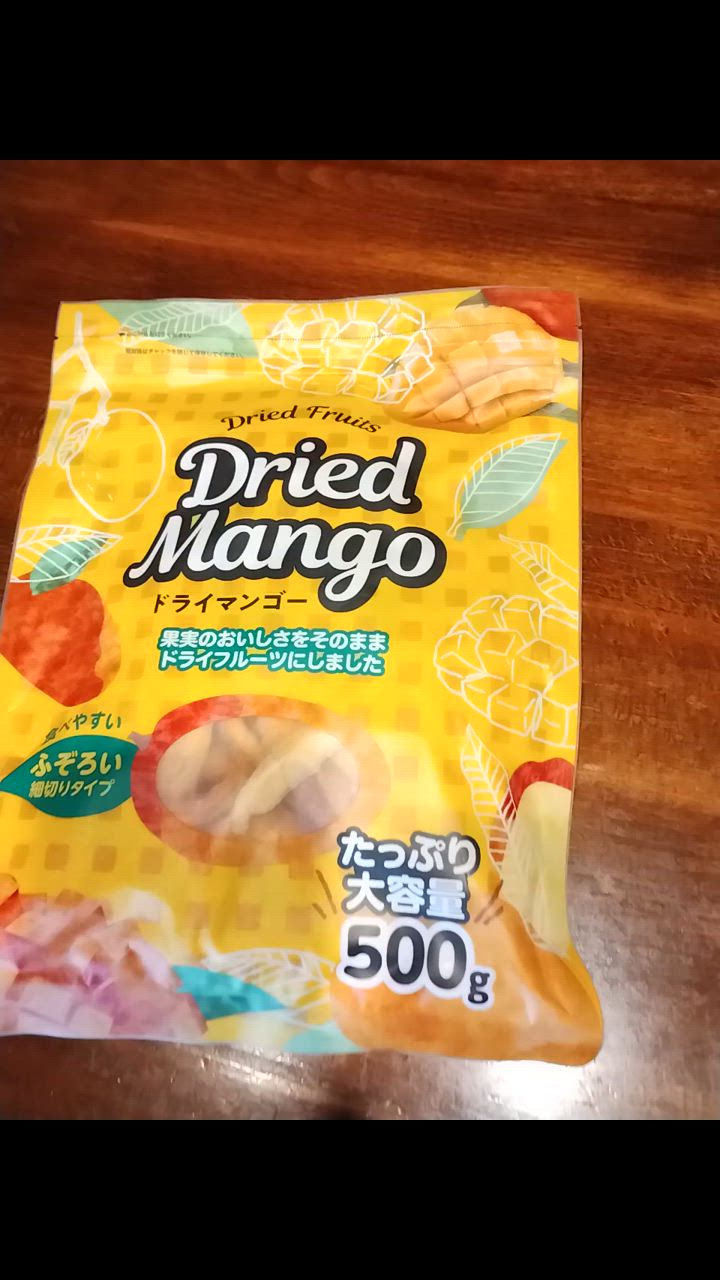 Dried Fruits
Dried
Mango
ドライマンゴー
果実のおいしさをそのまま
ドライフルーツにしました
食べやすい
ふぞろい
細切りタイプ
たっぷり
大容量
500g